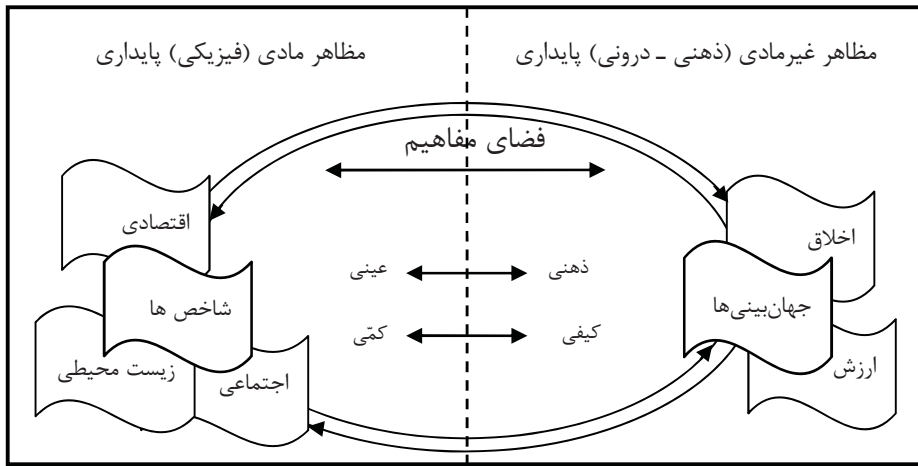 مظاهر غیرمادی (ذهنی ـ درونی) پایداری
مظاهر مادی (فیزیکی) پایداری
فضای مفاهیم
اخلاق
اقتصادی
ذهنی
عینی
جهان‌بینی‌ها
شاخص ها
کیفی
کمّی
ارزش
اجتماعی
زیست محیطی